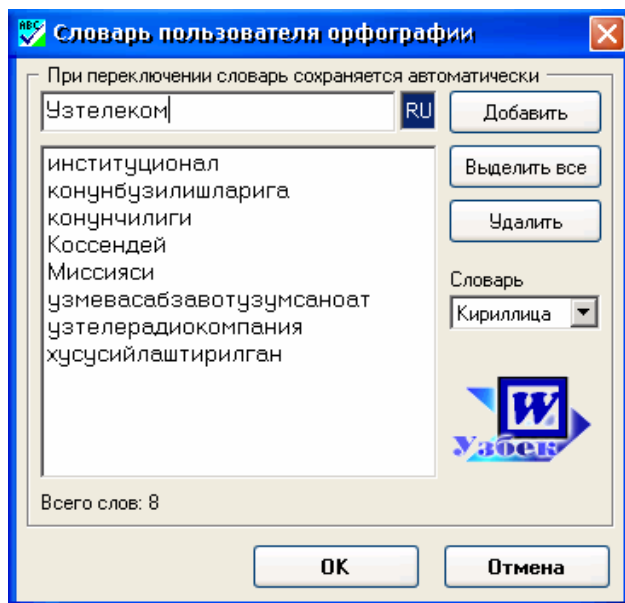 ABC Словарь пользователя орфографии
При переключении словарь сохраняется автоматически
Узтелеком RU Добавить
Выделить все
Удалить
институционал
конунбузилишларига
конунчилиги
Коссендей
Миссияси
узмевасабзавотузумсаноат
узтелерадиокомпания
хусусийлаштирилган
Словарь
Кириллица
W
Узбек
Всего слов: 8
OK Отмена